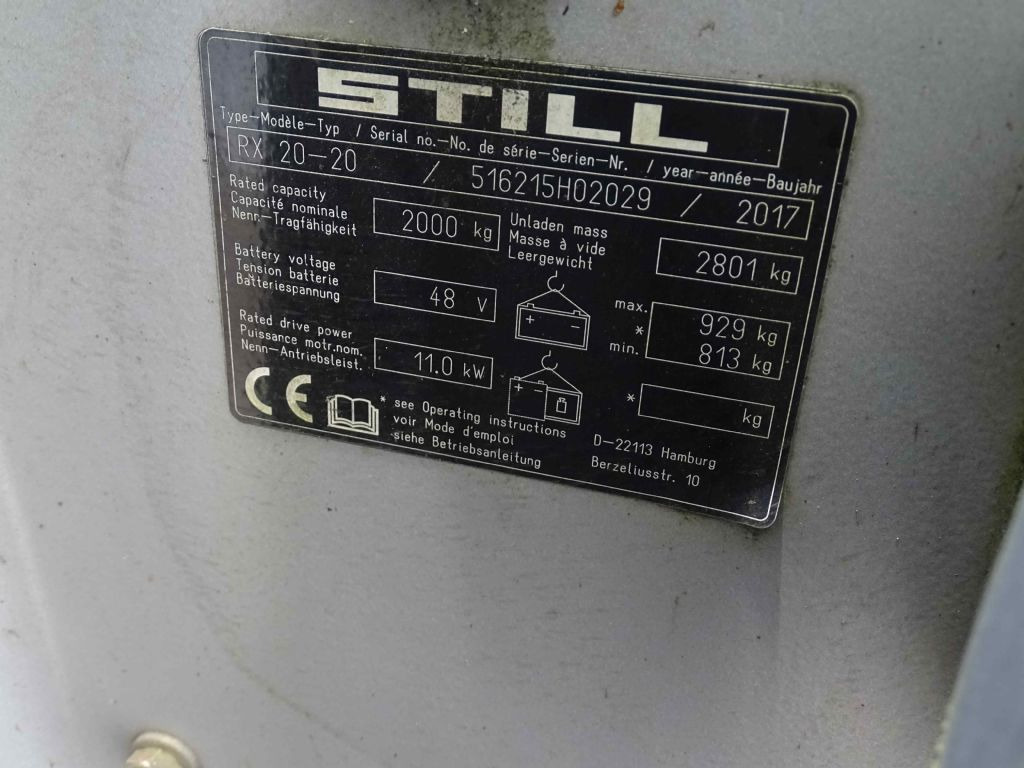 STILL
Type-Modèle-Typ / Serial no.-No. de série-Serien-Nr. / year-année-Baujahr
RX 20-20 / 516215H02029 / 2017
Rated capacity
Capacité nominale
Nenn-Tragfähigkeit
2000 kg
Unladen mass
Masse à vide
Leergewicht
2801 kg
Battery voltage
Tension batterie
Batteriespannung
48 V
+ -
max. 929 kg
*
min. 813 kg
Rated drive power
Puissance motr.nom.
Nenn-Antriebsleist.
11.0 kW
+
* kg
CE
* see Operating instructions
voir Mode d'emploi
siehe Betriebsanleitung
D-22113 Hamburg
Berzeliusstr. 10